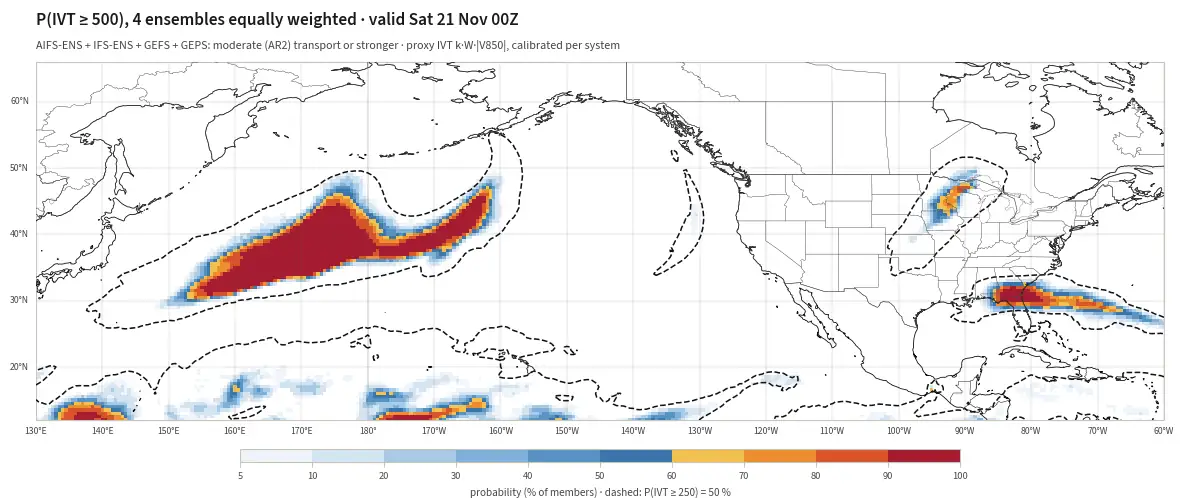 P(IVT ≥ 500), 4 ensembles equally weighted · valid Sat 21 Nov 00Z
AIFS-ENS + IFS-ENS + GEFS + GEPS: moderate (AR2) transport or stronger · proxy IVT k·W·|V850|, calibrated per system
60°N
50°N
40°N
30°N
20°N
130°E 140°E 150°E 160°E 170°E 180° 170°W 160°W 150°W 140°W 130°W 120°W 110°W 100°W 90°W 80°W 70°W 60°W
5 10 20 30 40 50 60 70 80 90 100
probability (% of members) · dashed: P(IVT ≥ 250) = 50 %